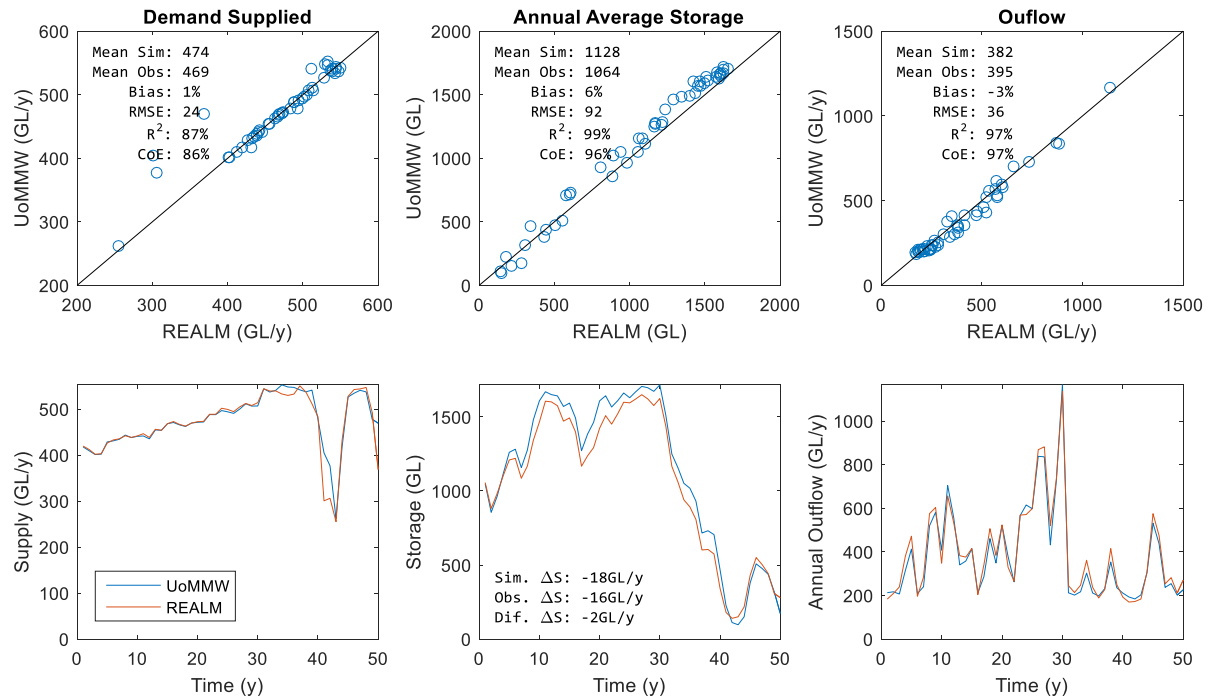 Demand Supplied
Mean Sim: 474
Mean Obs: 469
Bias: 1%
RMSE: 24
R²: 87%
CoE: 86%
600
500
400
300
200
UoMMW (GL/y)
200
300
400
500
600
REALM (GL/y)
Annual Average Storage
Mean Sim: 1128
Mean Obs: 1064
Bias: 6%
RMSE: 92
R²: 99%
CoE: 96%
2000
1500
1000
500
0
UoMMW (GL)
0
500
1000
1500
2000
REALM (GL)
Ouflow
Mean Sim: 382
Mean Obs: 395
Bias: -3%
RMSE: 36
R²: 97%
CoE: 97%
1500
1000
500
0
UoMMW (GL/y)
0
500
1000
1500
REALM (GL/y)
500
400
300
200
100
0
Supply (GL/y)
UoMMW
REALM
0
10
20
30
40
50
Time (y)
1500
1000
500
0
Storage (GL)
Sim. ΔS: -18GL/y
Obs. ΔS: -16GL/y
Dif. ΔS: -2GL/y
0
10
20
30
40
50
Time (y)
1000
800
600
400
200
0
Annual Outflow (GL/y)
0
10
20
30
40
50
Time (y)